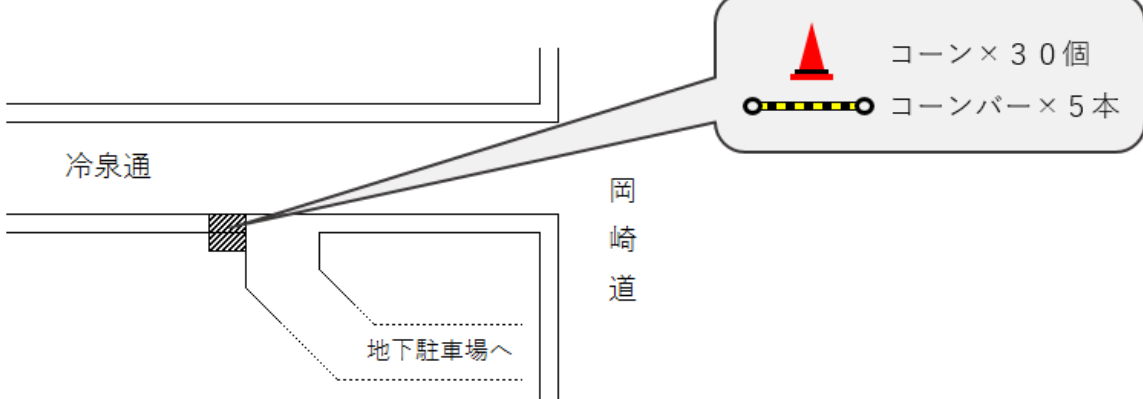 コーン×３０個
コーンバー×５本
冷泉通
岡崎道
地下駐車場へ